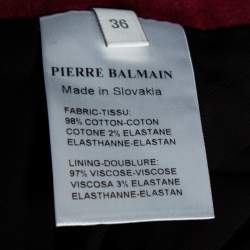 36
PIERRE BALMAIN
Made in Slovakia
FABRIC-TISSU:
98% COTTON-COTON
COTONE 2% ELASTANE
ELASTHANNE-ELASTAN
LINING-DOUBLURE:
97% VISCOSE-VISCOSE
VISCOSA 3% ELASTANE
ELASTHANNE-ELASTAN